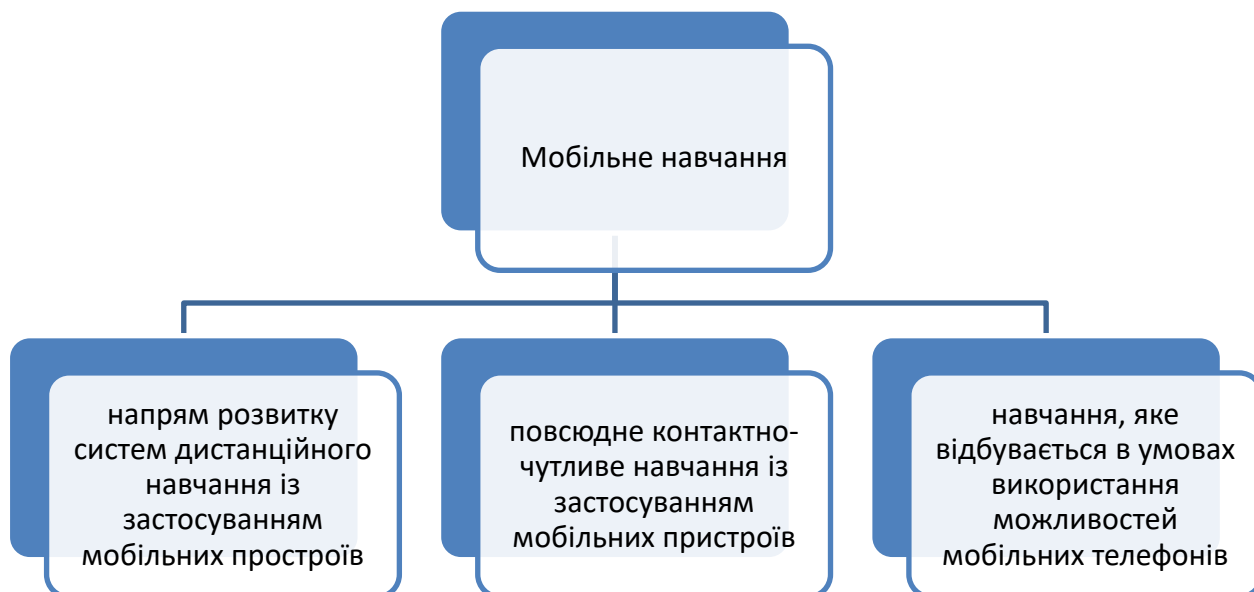 Мобільне навчання
напрям розвитку
систем дистанційного
навчання із
застосуванням
мобільних простроїв
повсюдне контактно-
чутливе навчання із
застосуванням
мобільних пристроїв
навчання, яке
відбувається в умовах
використання
можливостей
мобільних телефонів